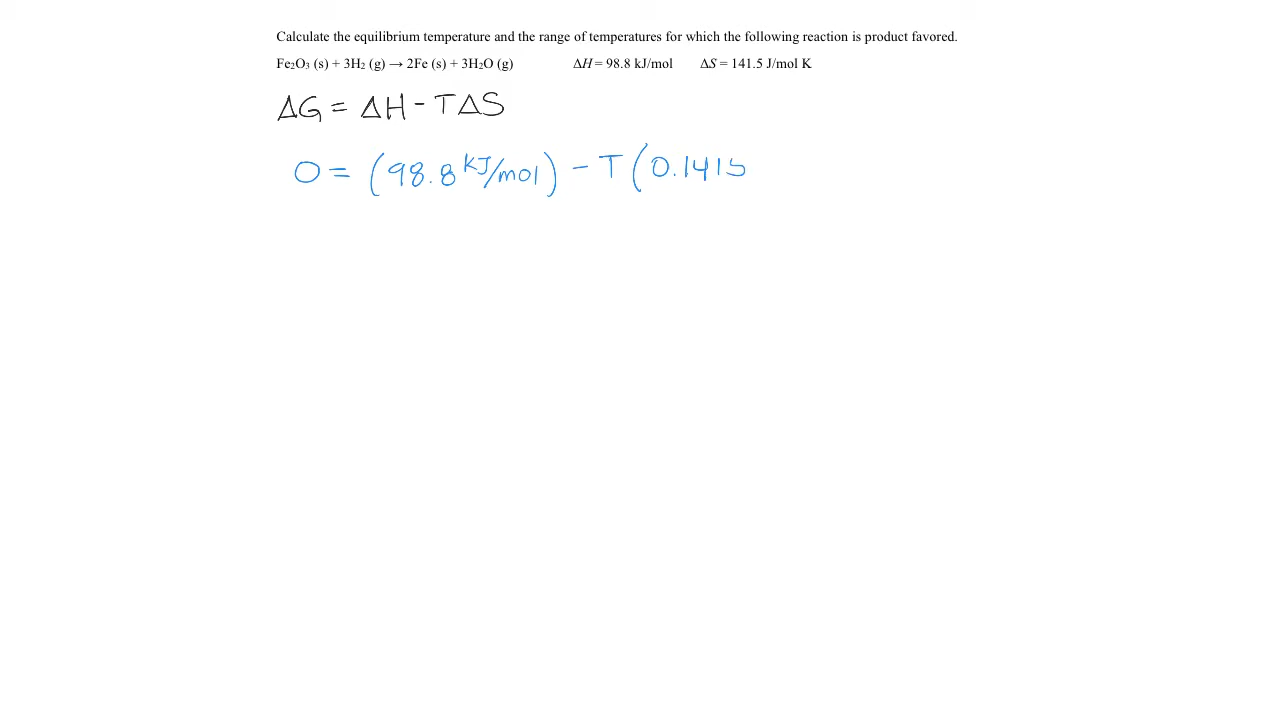 Calculate the equilibrium temperature and the range of temperatures for which the following reaction is product favored.
Fe₂O₃ (s) + 3H₂ (g) → 2Fe (s) + 3H₂O (g) ΔH = 98.8 kJ/mol ΔS = 141.5 J/mol K
ΔG = ΔH - TΔS
0 = (98.8 kJ/mol) - T(0.1415